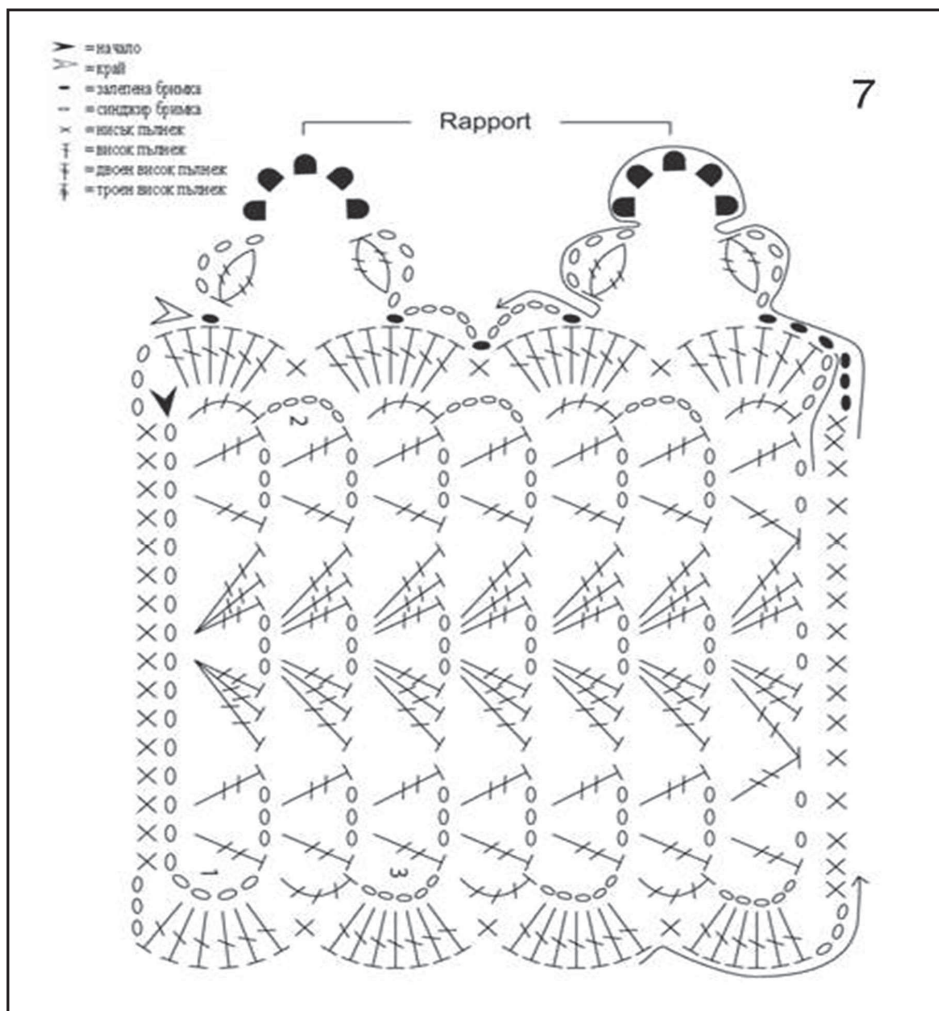 = начало
= край
= залепена бримка
= синджир бримка
= нисък пълнеж
= висок пълнеж
= двоен висок пълнеж
= троен висок пълнеж
7
Rapport
2
1
3